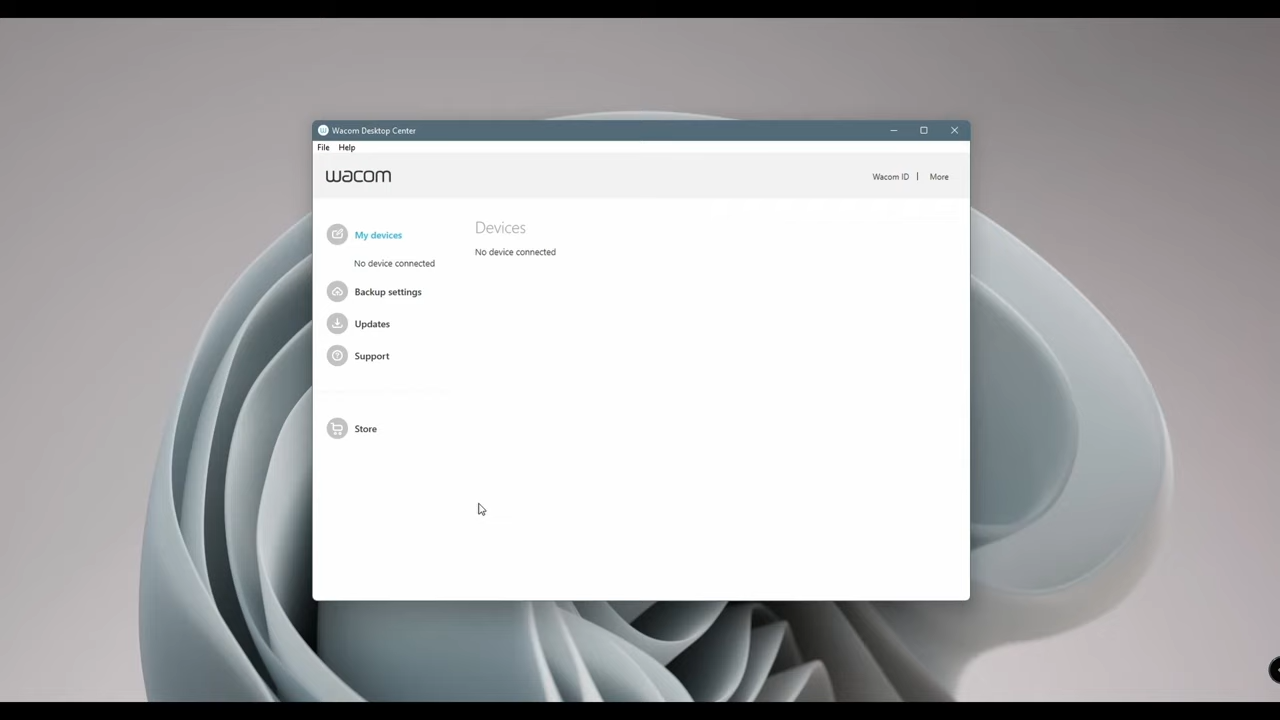 Wacom Desktop Center
File Help
wacom
Wacom ID | More
My devices
No device connected
Backup settings
Updates
Support
Store
Devices
No device connected